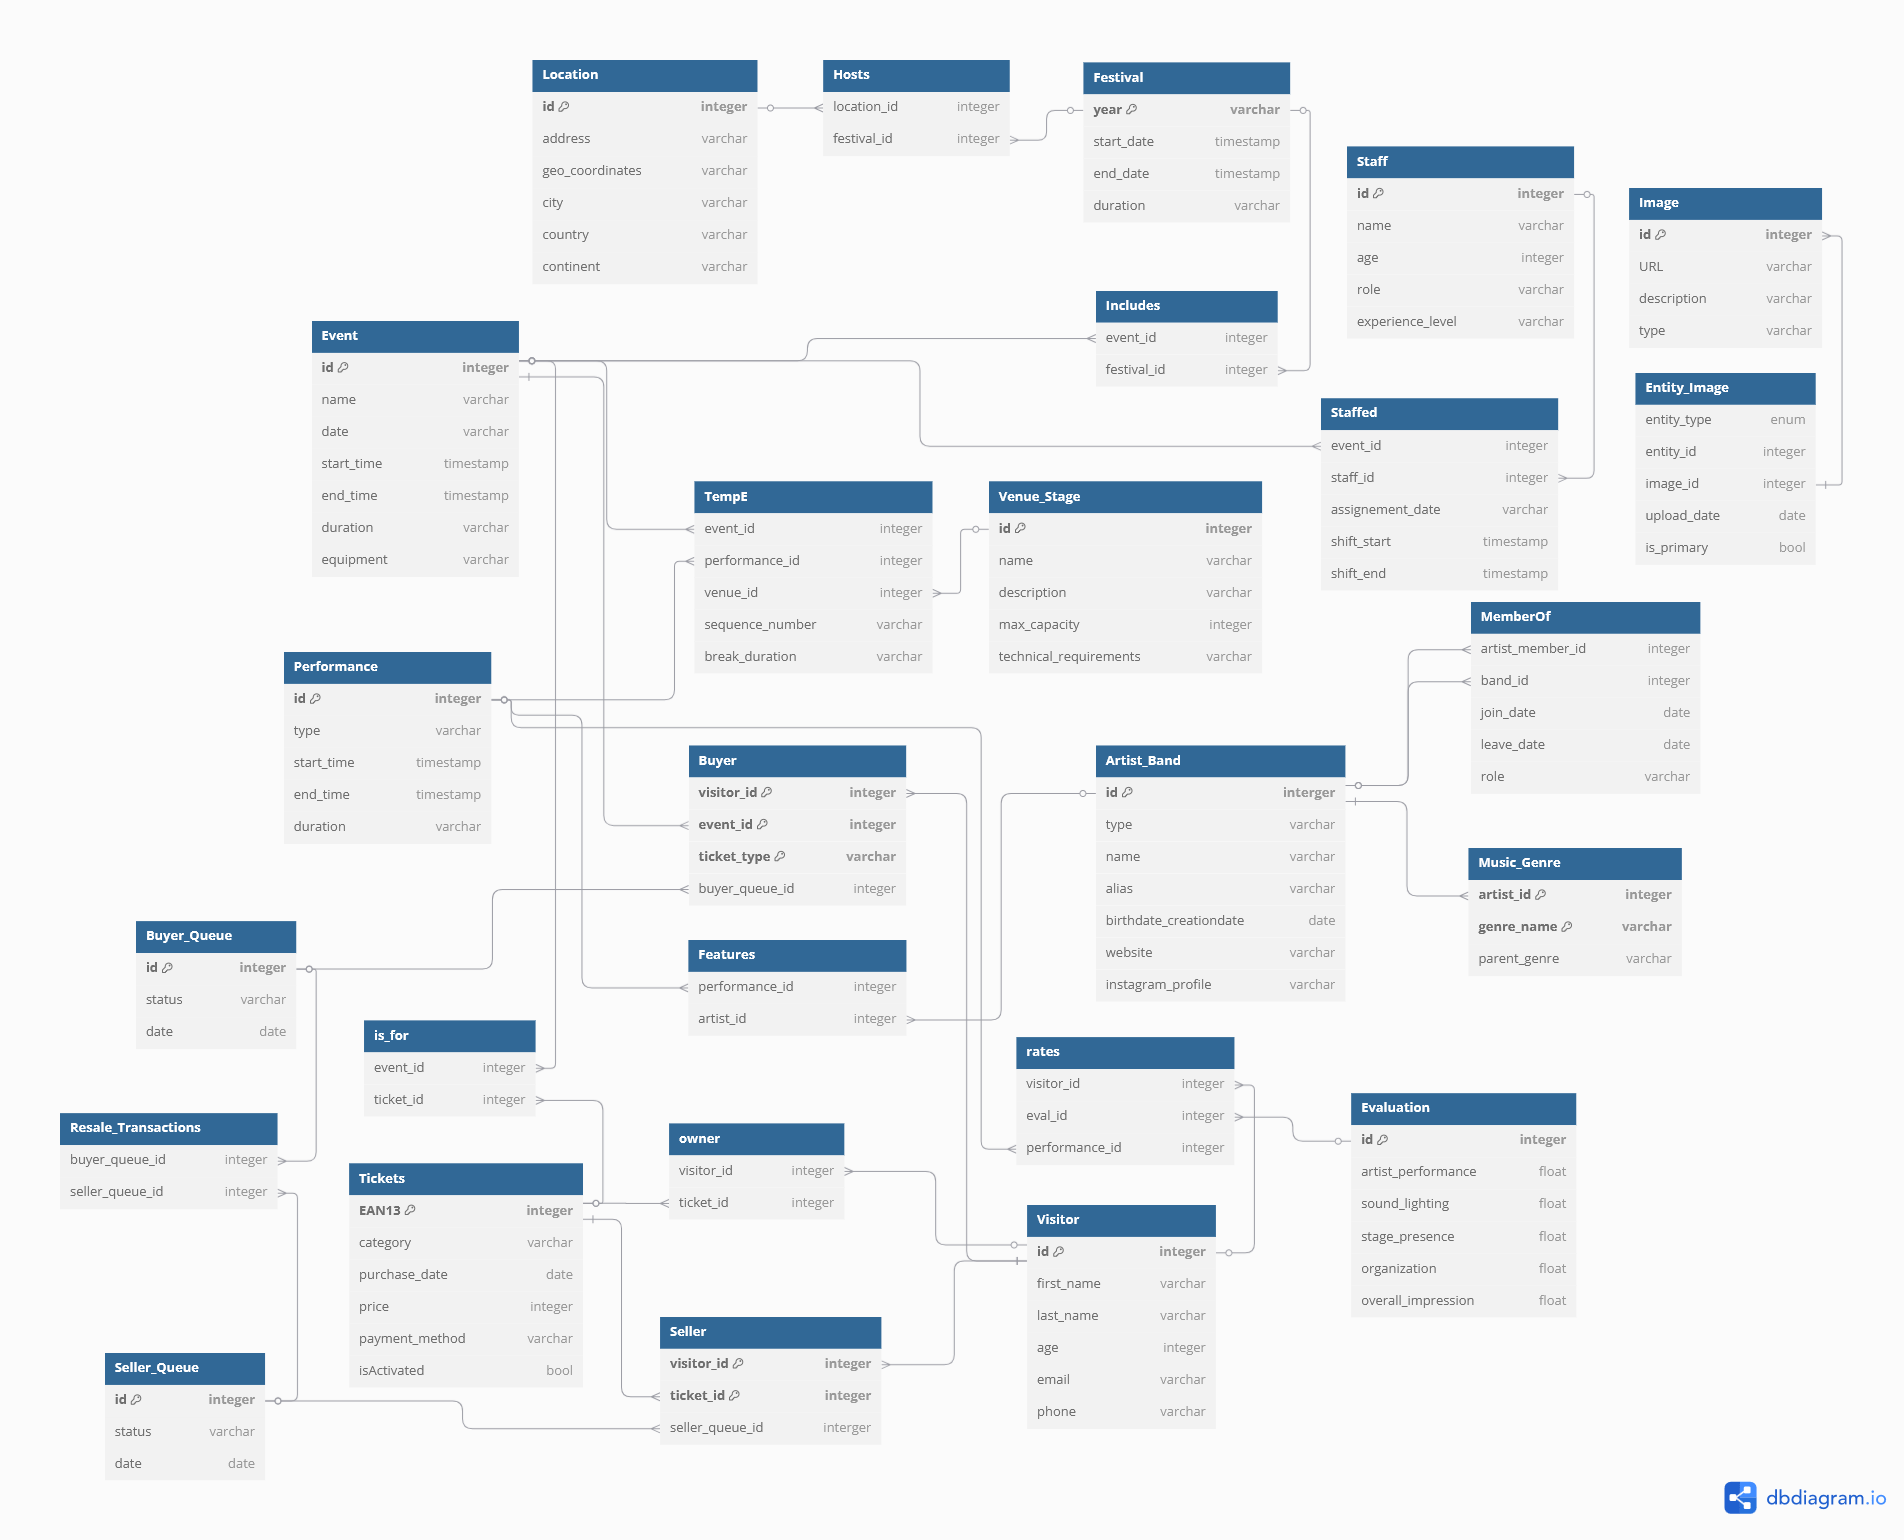 Location
id integer
address varchar
geo_coordinates varchar
city varchar
country varchar
continent varchar
Hosts
location_id integer
festival_id integer
Festival
year varchar
start_date timestamp
end_date timestamp
duration varchar
Staff
id integer
name varchar
age integer
role varchar
experience_level varchar
Image
id integer
URL varchar
description varchar
type varchar
Includes
event_id integer
festival_id integer
Event
id integer
name varchar
date varchar
start_time timestamp
end_time timestamp
duration varchar
equipment varchar
Entity_Image
entity_type enum
entity_id integer
image_id integer
upload_date date
is_primary bool
Staffed
event_id integer
staff_id integer
assignement_date varchar
shift_start timestamp
shift_end timestamp
TempE
event_id integer
performance_id integer
venue_id integer
sequence_number varchar
break_duration varchar
Venue_Stage
id integer
name varchar
description varchar
max_capacity integer
technical_requirements varchar
MemberOf
artist_member_id integer
band_id integer
join_date date
leave_date date
role varchar
Performance
id integer
type varchar
start_time timestamp
end_time timestamp
duration varchar
Buyer
visitor_id integer
event_id integer
ticket_type varchar
buyer_queue_id integer
Artist_Band
id interger
type varchar
name varchar
alias varchar
birthdate_creationdate date
website varchar
instagram_profile varchar
Music_Genre
artist_id integer
genre_name varchar
parent_genre varchar
Buyer_Queue
id integer
status varchar
date date
Features
performance_id integer
artist_id integer
is_for
event_id integer
ticket_id integer
rates
visitor_id integer
eval_id integer
performance_id integer
Evaluation
id integer
artist_performance float
sound_lighting float
stage_presence float
organization float
overall_impression float
Resale_Transactions
buyer_queue_id integer
seller_queue_id integer
owner
visitor_id integer
ticket_id integer
Tickets
EAN13 integer
category varchar
purchase_date date
price integer
payment_method varchar
isActivated bool
Visitor
id integer
first_name varchar
last_name varchar
age integer
email varchar
phone varchar
Seller
visitor_id integer
ticket_id integer
seller_queue_id interger
Seller_Queue
id integer
status varchar
date date
dbdiagram.io